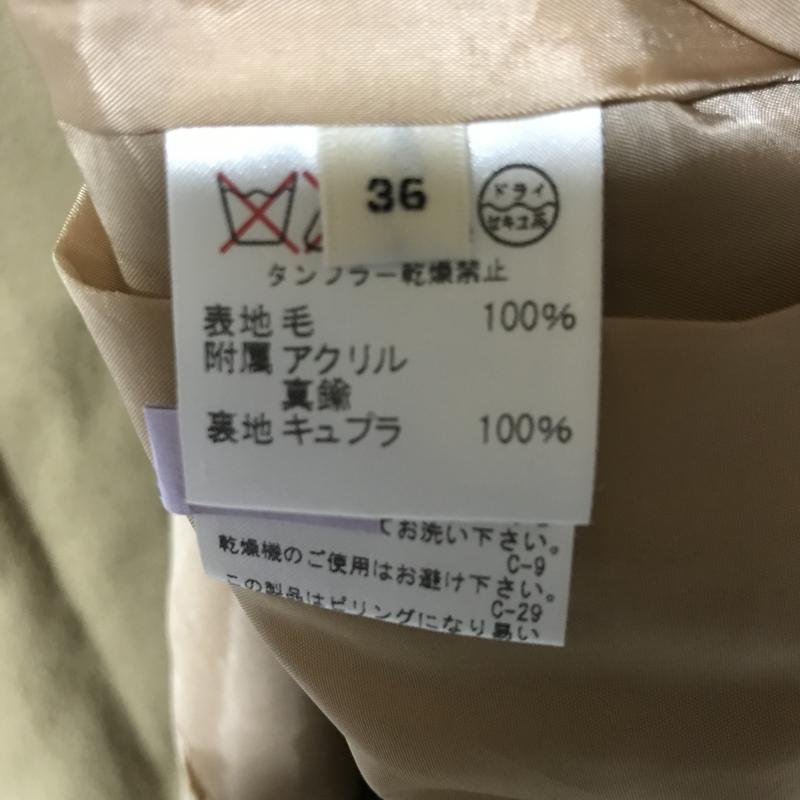 36
ドライ
セキユ系
タンブラー乾燥禁止
表地 毛 100%
附属 アクリル
真鍮
裏地 キュプラ 100%
てお洗い下さい。
C-9
乾燥機のご使用はお避け下さい。
C-29
この製品はピリングになり易い